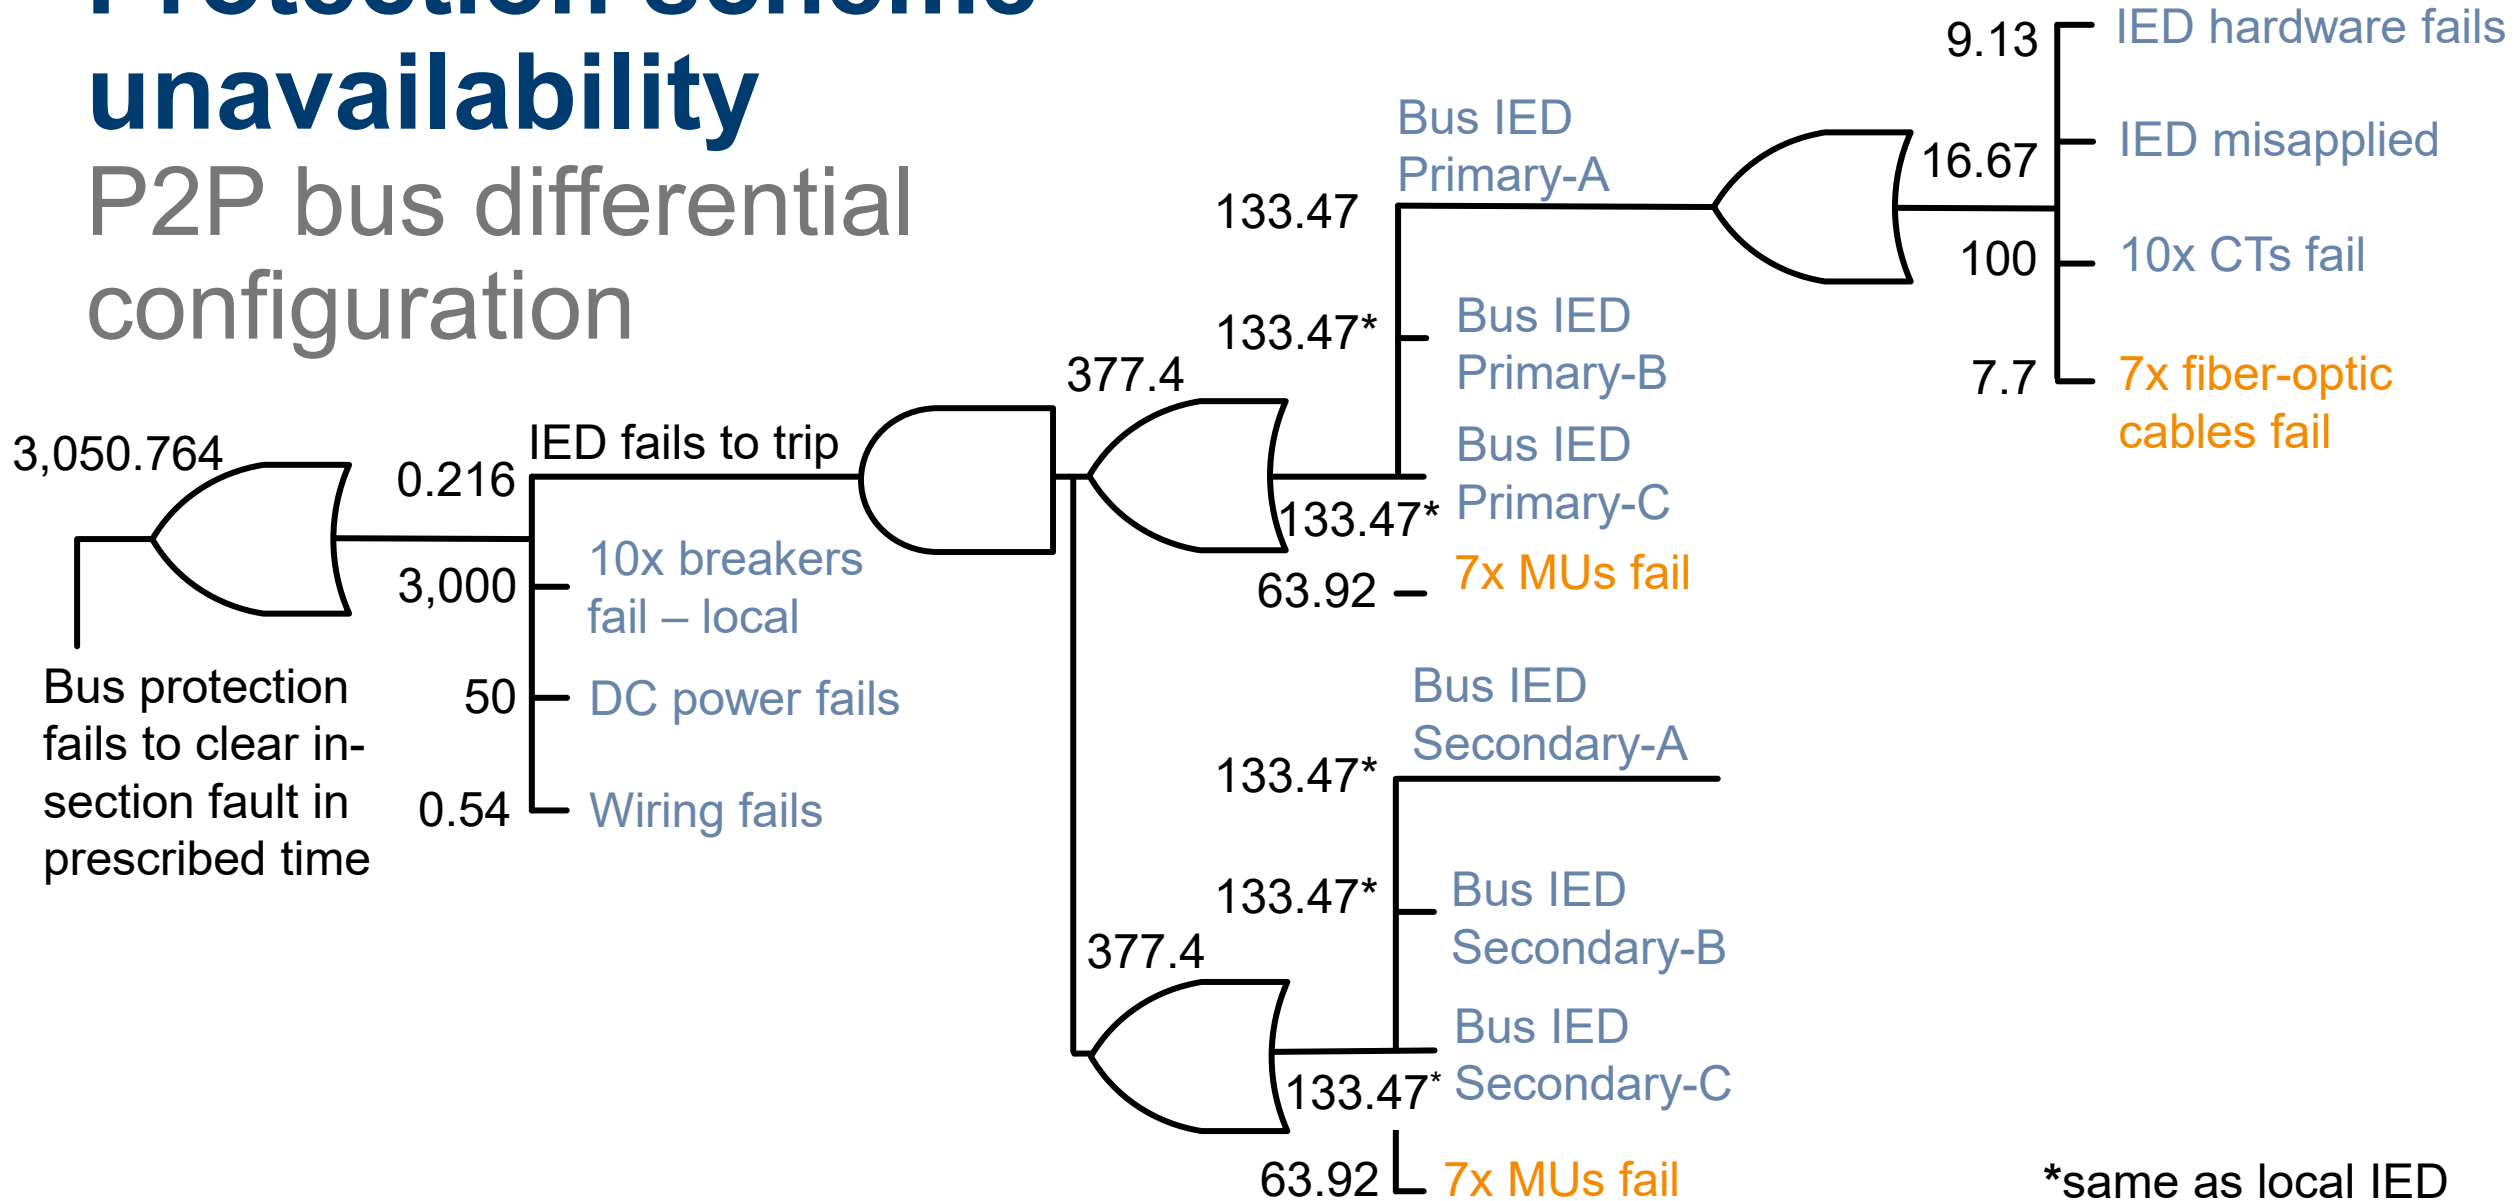 Protection scheme
unavailability
P2P bus differential
configuration
9.13
IED hardware fails
16.67
IED misapplied
100
10x CTs fail
7.7
7x fiber-optic
cables fail
Bus IED
Primary-A
133.47
133.47*
Bus IED
Primary-B
377.4
Bus IED
Primary-C
133.47*
63.92
7x MUs fail
3,050.764
IED fails to trip
0.216
10x breakers
fail – local
3,000
50
DC power fails
0.54
Wiring fails
Bus protection
fails to clear in-
section fault in
prescribed time
Bus IED
Secondary-A
133.47*
133.47*
Bus IED
Secondary-B
377.4
Bus IED
Secondary-C
133.47*
63.92
7x MUs fail
*same as local IED